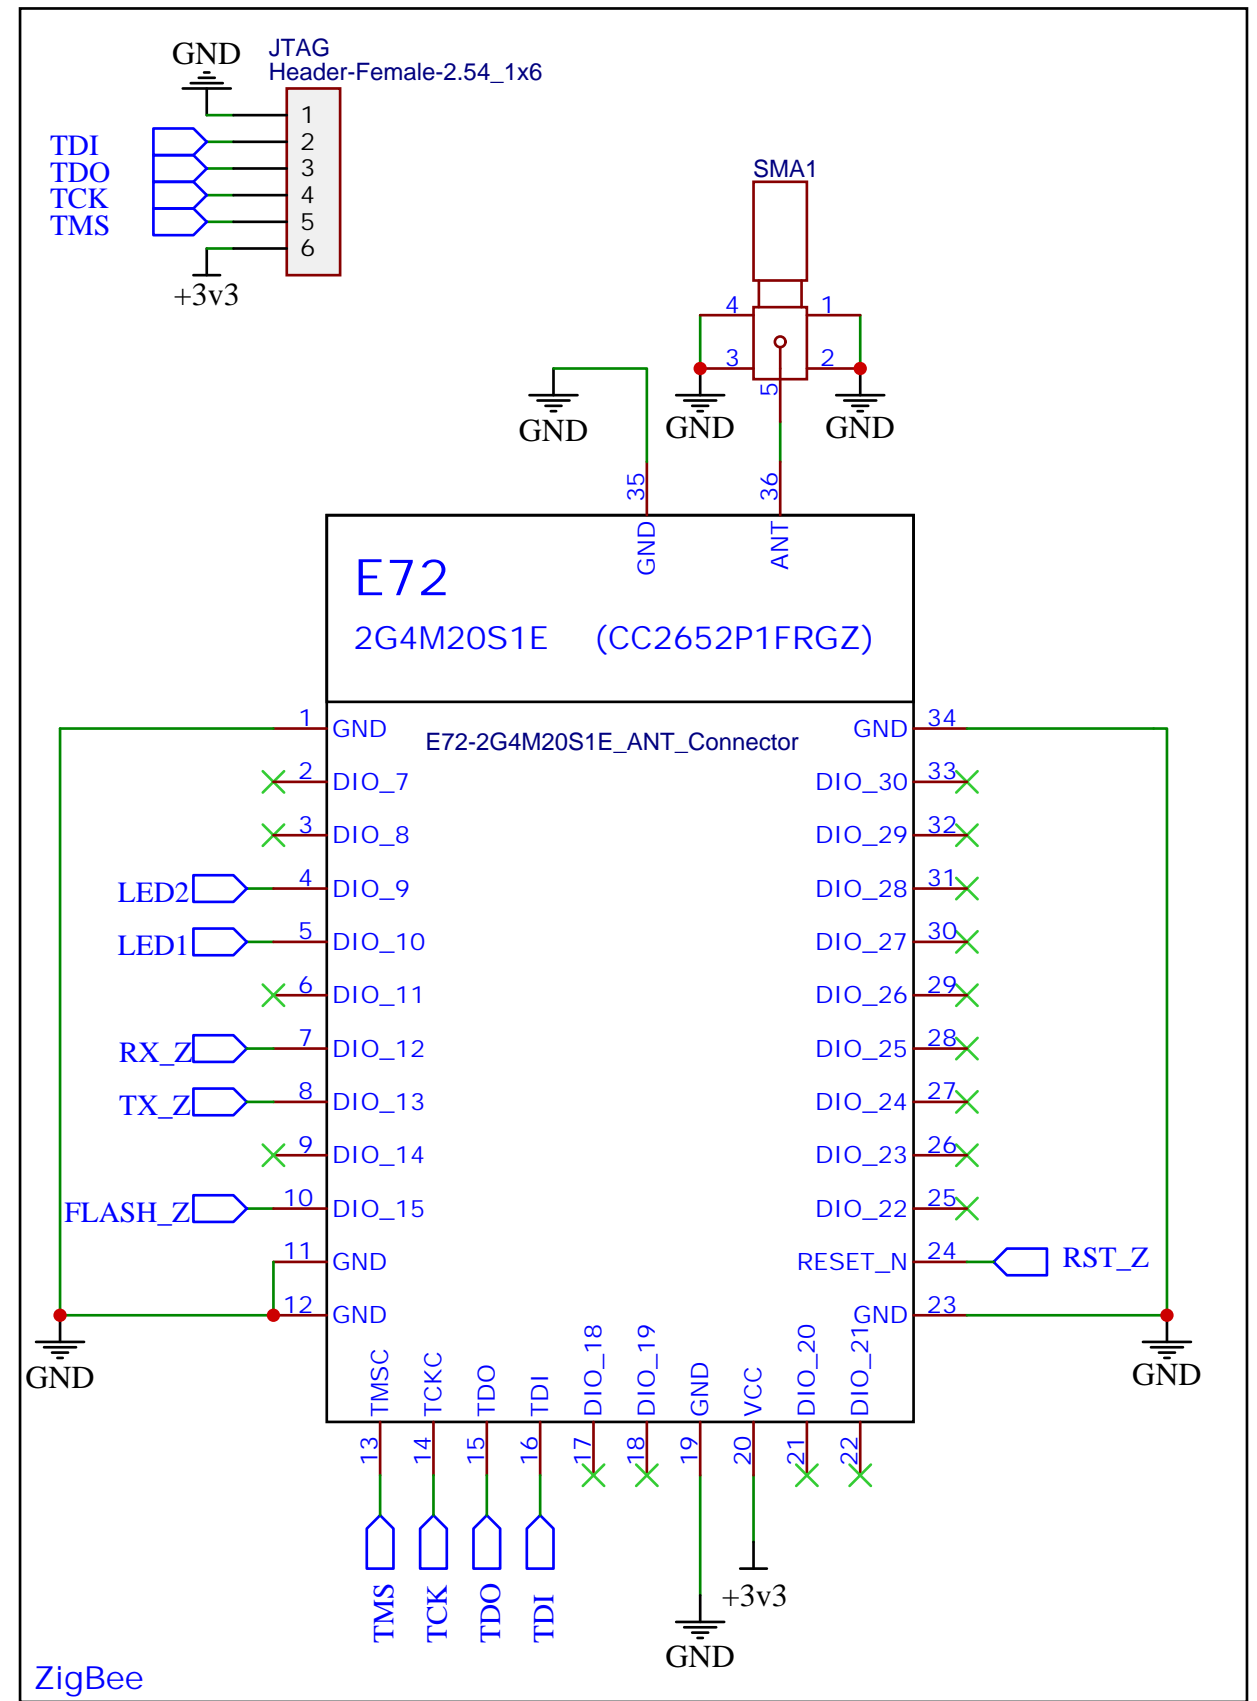 GND
JTAG
Header-Female-2.54_1x6
1
TDI 2
TDO 3
TCK 4
TMS 5
6
+3v3
SMA1
4 1
3 2
5
GND GND GND
35 36
GND ANT
E72
2G4M20S1E (CC2652P1FRGZ)
E72-2G4M20S1E_ANT_Connector
1 GND GND 34
2 DIO_7 DIO_30 33
3 DIO_8 DIO_29 32
LED2 4 DIO_9 DIO_28 31
LED1 5 DIO_10 DIO_27 30
6 DIO_11 DIO_26 29
RX_Z 7 DIO_12 DIO_25 28
TX_Z 8 DIO_13 DIO_24 27
9 DIO_14 DIO_23 26
FLASH_Z 10 DIO_15 DIO_22 25
11 GND RESET_N 24 RST_Z
12 GND GND 23
GND GND
TMSC TCKC TDO TDI DIO_18 DIO_19 GND VCC DIO_20 DIO_21
13 14 15 16 17 18 19 20 21 22
TMS TCK TDO TDI
+3v3
GND
ZigBee